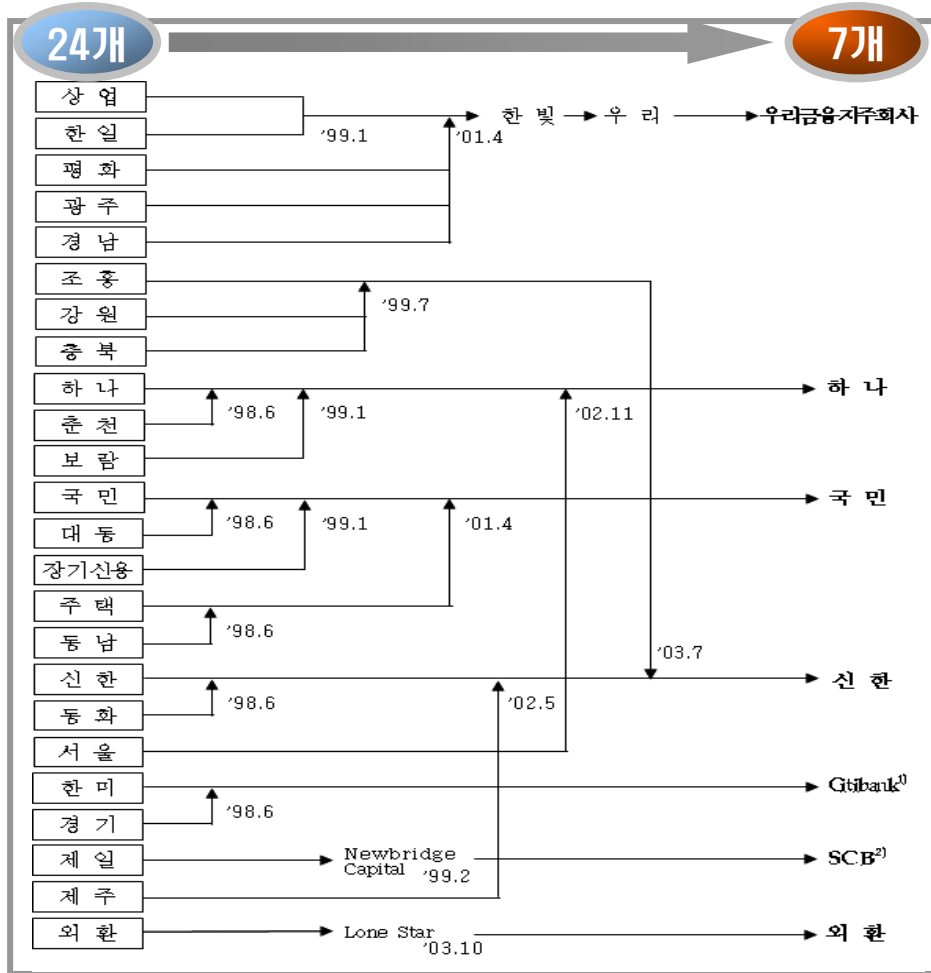 24개 7개
상 업
한 빛 우 리 우리금융지주회사
한 일 '99.1 '01.4
평 화
광 주
경 남
조 흥
강 원 '99.7
충 북
하 나 하 나
춘 천 '98.6 '99.1 '02.11
보 람
국 민 국 민
대 동 '98.6 '99.1 '01.4
장기신용
주 택
동 남 '98.6
'03.7
신 한 신 한
동 화 '98.6 '02.5
서 울
한 미 Citibank1)
경 기 '98.6
제 일 Newbridge SCB2)
Capital '99.2
제 주
외 환 Lone Star 외 환
'03.10